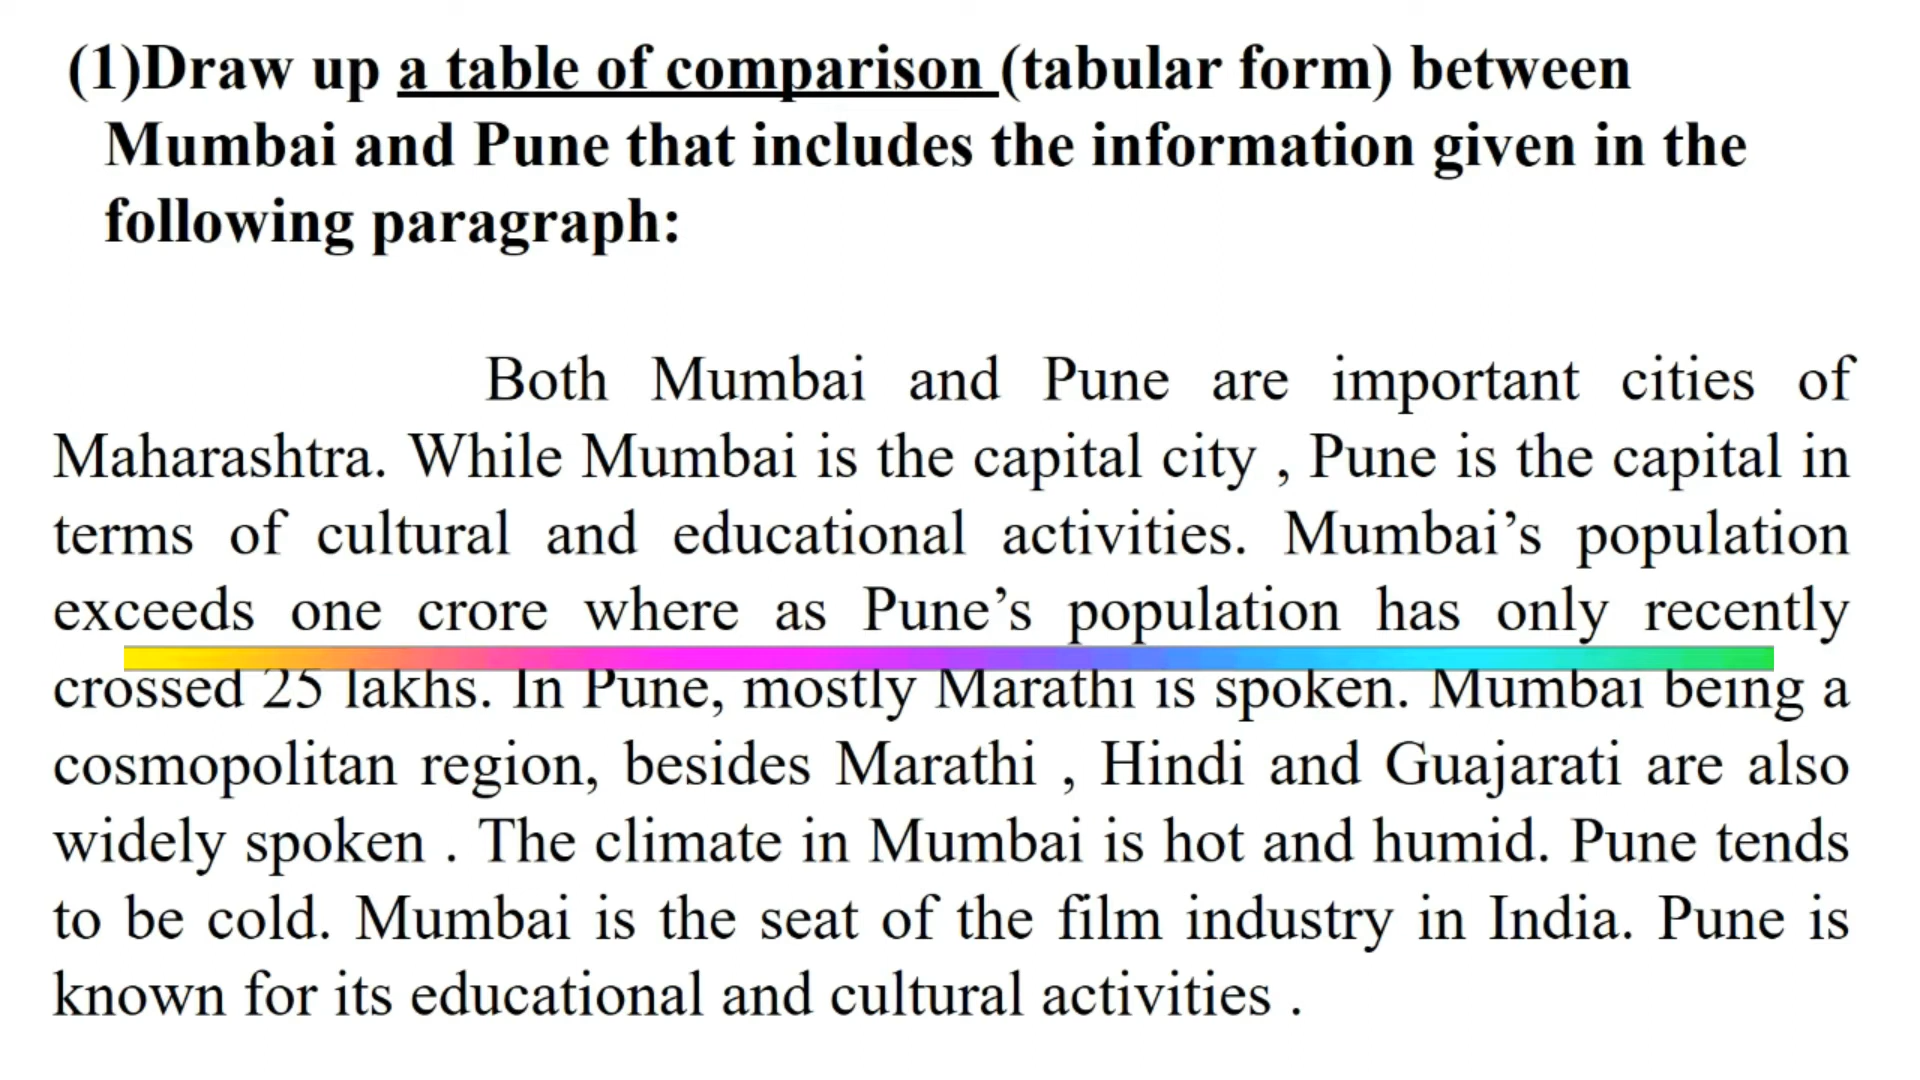 (1)Draw up a table of comparison (tabular form) between
Mumbai and Pune that includes the information given in the
following paragraph:
Both Mumbai and Pune are important cities of
Maharashtra. While Mumbai is the capital city , Pune is the capital in
terms of cultural and educational activities. Mumbai’s population
exceeds one crore where as Pune’s population has only recently
crossed 25 lakhs. In Pune, mostly Marathi is spoken. Mumbai being a
cosmopolitan region, besides Marathi , Hindi and Guajarati are also
widely spoken . The climate in Mumbai is hot and humid. Pune tends
to be cold. Mumbai is the seat of the film industry in India. Pune is
known for its educational and cultural activities .